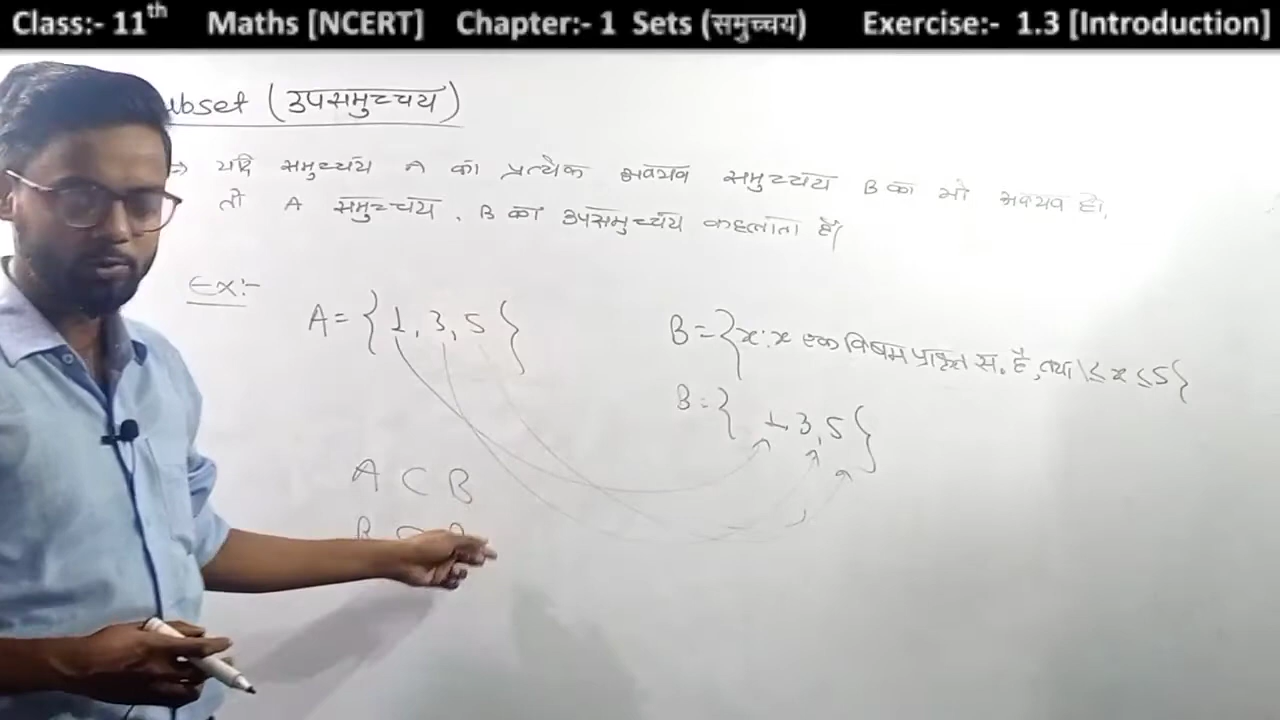 Class:- 11th Maths [NCERT] Chapter:- 1 Sets (समुच्चय) Exercise:- 1.3 [Introduction]
ubset (उपसमुच्चय)
⇒ यदि समुच्चय A का प्रत्येक अवयव समुच्चय B का भी अवयव हो,
तो A समुच्चय, B का उपसमुच्चय कहलाता है।
Ex:-
A = { 1, 3, 5 }
B = { x : x एक विषम प्राकृत सं. है, तथा 1 ≤ x ≤ 5 }
B = { 1 3, 5 }
A ⊂ B
B ⊂